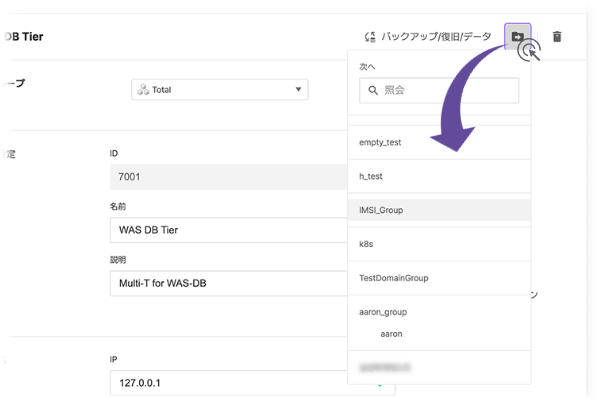 DB Tier
バックアップ/復旧/データ
ープ
Total
次へ
照会
empty_test
h_test
IMSI_Group
k8s
TestDomainGroup
aaron_group
aaron
定
ID
7001
名前
WAS DB Tier
説明
Multi-T for WAS-DB
ン
IP
127.0.0.1